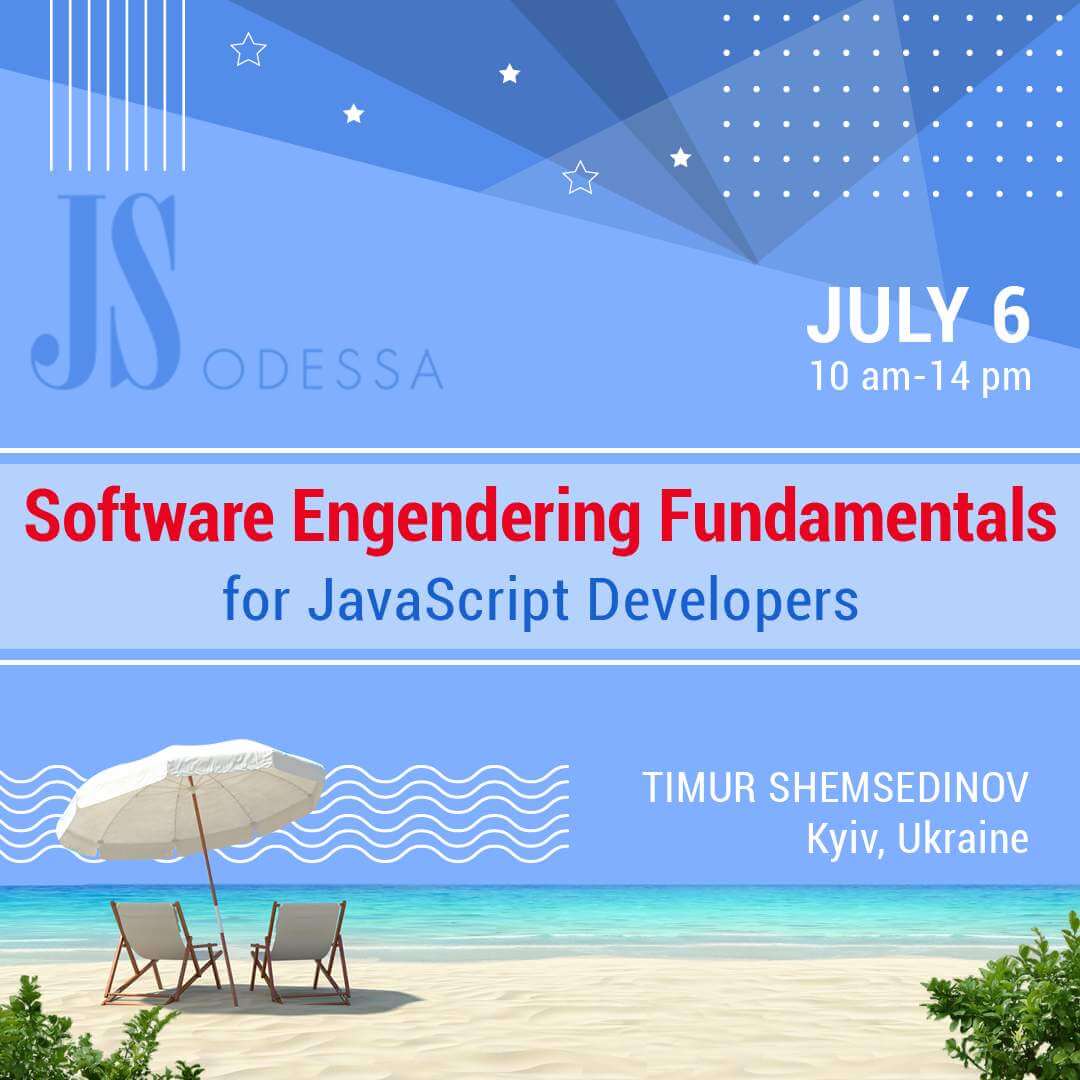 JS ODESSA
JULY 6
10 am-14 pm
Software Engendering Fundamentals
for JavaScript Developers
TIMUR SHEMSEDINOV
Kyiv, Ukraine